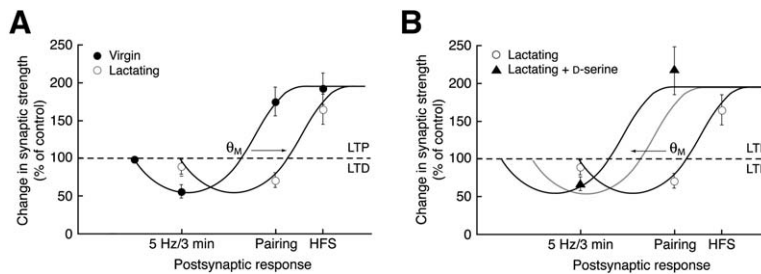 A
Change in synaptic strength
(% of control)
250
200
150
100
50
0
Virgin
Lactating
θM
LTP
LTD
5 Hz/3 min
Pairing
HFS
Postsynaptic response
B
Change in synaptic strength
(% of control)
250
200
150
100
50
0
Lactating
Lactating + D-serine
θM
5 Hz/3 min
Pairing
HFS
Postsynaptic response